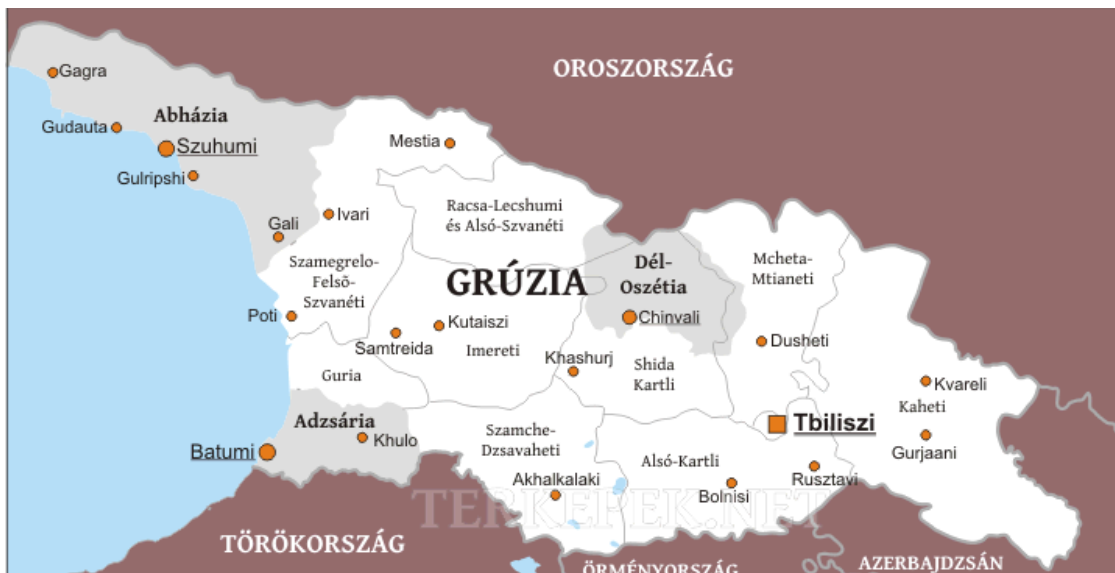 OROSZORSZÁG
Gagra
Abházia
Gudauta
Szuhumi
Gulripshi
Mestia
Racsa-Lecshumi
és Alsó-Szvanéti
Ivari
Gali
Szamegrelo-
Felsõ-
Szvanéti
GRÚZIA
Dél-
Oszétia
Mcheta-
Mtianeti
Chinvali
Poti
Kutaiszi
Samtreida
Imereti
Dusheti
Khashurj
Shida
Kartli
Guria
Kvareli
Kaheti
Adzsária
Khulo
Batumi
Szamche-
Dzsavaheti
Tbiliszi
Gurjaani
Alsó-Kartli
Akhalkalaki
Bolnisi
Rusztavi
TERKEPEK.NET
TÖRÖKORSZÁG
ÖRMÉNYORSZÁG
AZERBAJDZSÁN